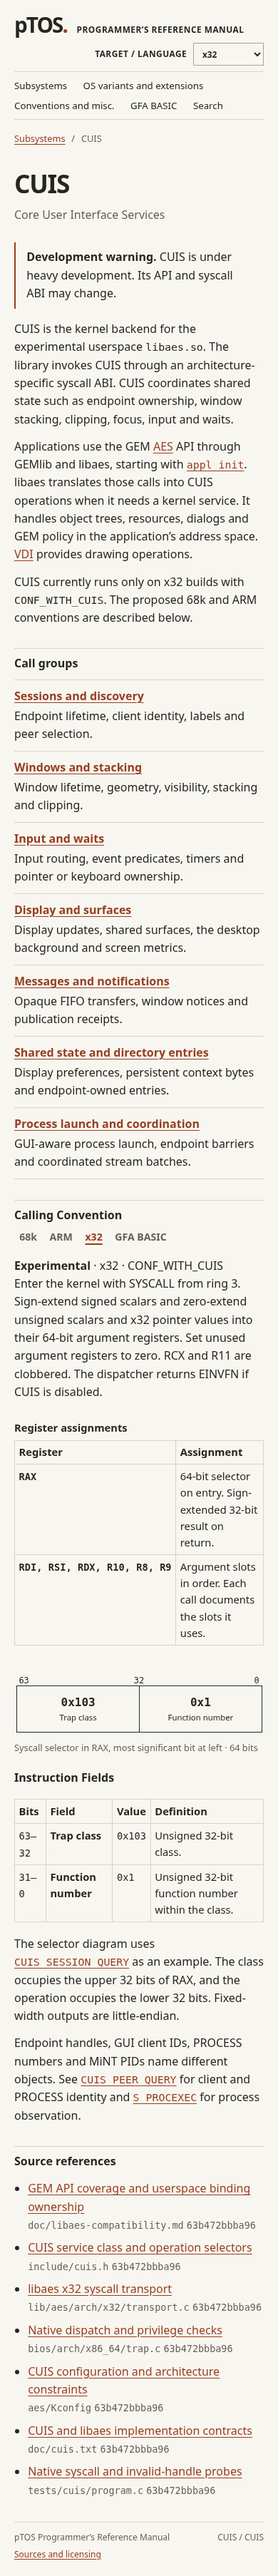 pTOS. PROGRAMMER'S REFERENCE MANUAL
TARGET / LANGUAGE x32
Subsystems OS variants and extensions
Conventions and misc. GFA BASIC Search
Subsystems / CUIS
CUIS
Core User Interface Services
Development warning. CUIS is under
heavy development. Its API and syscall
ABI may change.
CUIS is the kernel backend for the
experimental userspace libaes.so. The
library invokes CUIS through an architecture-
specific syscall ABI. CUIS coordinates shared
state such as endpoint ownership, window
stacking, clipping, focus, input and waits.
Applications use the GEM AES API through
GEMlib and libaes, starting with appl_init.
libaes translates those calls into CUIS
operations when it needs a kernel service. It
handles object trees, resources, dialogs and
GEM policy in the application's address space.
VDI provides drawing operations.
CUIS currently runs only on x32 builds with
CONF_WITH_CUIS. The proposed 68k and ARM
conventions are described below.
Call groups
Sessions and discovery
Endpoint lifetime, client identity, labels and
peer selection.
Windows and stacking
Window lifetime, geometry, visibility, stacking
and clipping.
Input and waits
Input routing, event predicates, timers and
pointer or keyboard ownership.
Display and surfaces
Display updates, shared surfaces, the desktop
background and screen metrics.
Messages and notifications
Opaque FIFO transfers, window notices and
publication receipts.
Shared state and directory entries
Display preferences, persistent context bytes
and endpoint-owned entries.
Process launch and coordination
GUI-aware process launch, endpoint barriers
and coordinated stream batches.
Calling Convention
68k ARM x32 GFA BASIC
Experimental · x32 · CONF_WITH_CUIS
Enter the kernel with SYSCALL from ring 3.
Sign-extend signed scalars and zero-extend
unsigned scalars and x32 pointer values into
their 64-bit argument registers. Set unused
argument registers to zero. RCX and R11 are
clobbered. The dispatcher returns EINVFN if
CUIS is disabled.
Register assignments
Register Assignment
RAX 64-bit selector
on entry. Sign-
extended 32-bit
result on
return.
RDI, RSI, RDX, R10, R8, R9 Argument slots
in order. Each
call documents
the slots it
uses.
63 32 0
0x103 0x1
Trap class Function number
Syscall selector in RAX, most significant bit at left · 64 bits
Instruction Fields
Bits Field Value Definition
63– Trap class 0x103 Unsigned 32-bit
32 class.
31– Function 0x1 Unsigned 32-bit
0 number function number
within the class.
The selector diagram uses
CUIS_SESSION_QUERY as an example. The class
occupies the upper 32 bits of RAX, and the
operation occupies the lower 32 bits. Fixed-
width outputs are little-endian.
Endpoint handles, GUI client IDs, PROCESS
numbers and MiNT PIDs name different
objects. See CUIS_PEER_QUERY for client and
PROCESS identity and S_PROCEXEC for process
observation.
Source references
GEM API coverage and userspace binding
ownership
doc/libaes-compatibility.md 63b472bbba96
CUIS service class and operation selectors
include/cuis.h 63b472bbba96
libaes x32 syscall transport
lib/aes/arch/x32/transport.c 63b472bbba96
Native dispatch and privilege checks
bios/arch/x86_64/trap.c 63b472bbba96
CUIS configuration and architecture
constraints
aes/Kconfig 63b472bbba96
CUIS and libaes implementation contracts
doc/cuis.txt 63b472bbba96
Native syscall and invalid-handle probes
tests/cuis/program.c 63b472bbba96
pTOS Programmer's Reference Manual CUIS / CUIS
Sources and licensing